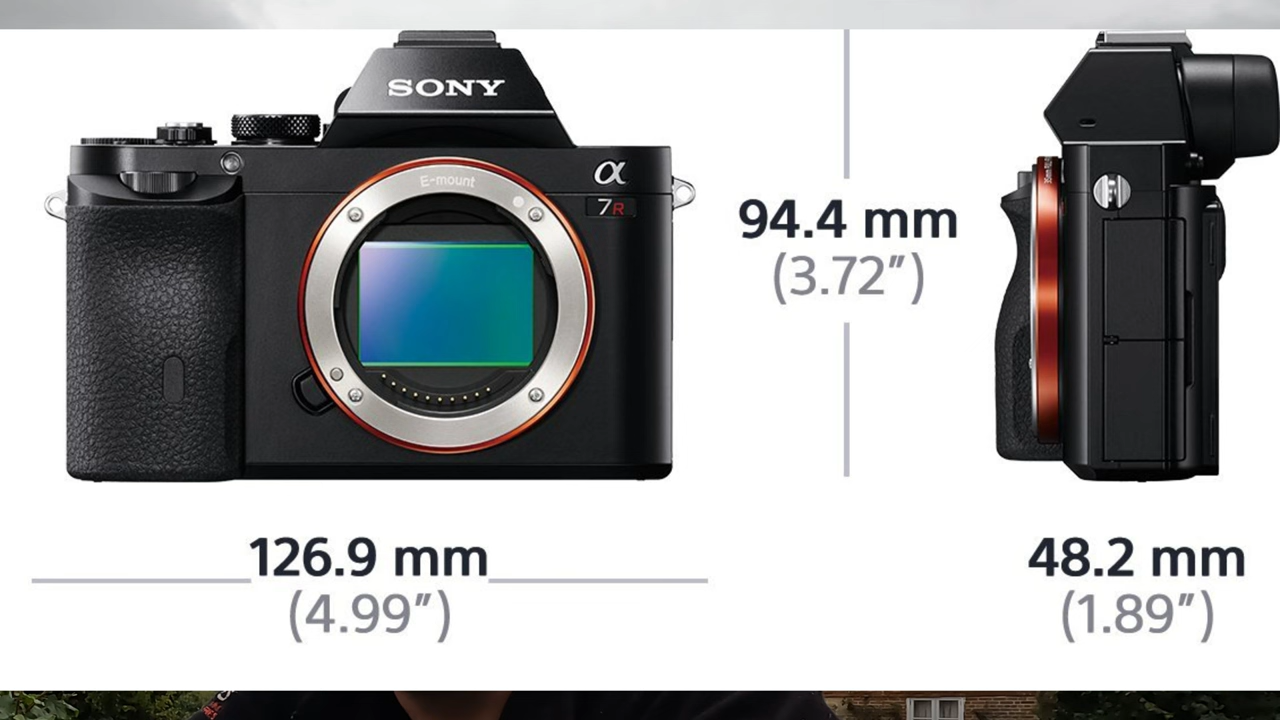 SONY
E-mount
α
7R
94.4 mm
(3.72″)
126.9 mm
(4.99″)
48.2 mm
(1.89″)